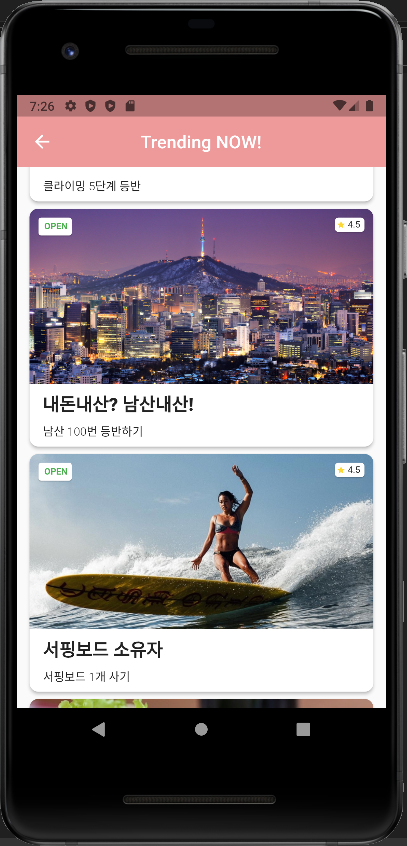 7:26
Trending NOW!
클라이밍 5단계 등반
OPEN
4.5
내돈내산? 남산내산!
남산 100번 등반하기
OPEN
4.5
서핑보드 소유자
서핑보드 1개 사기